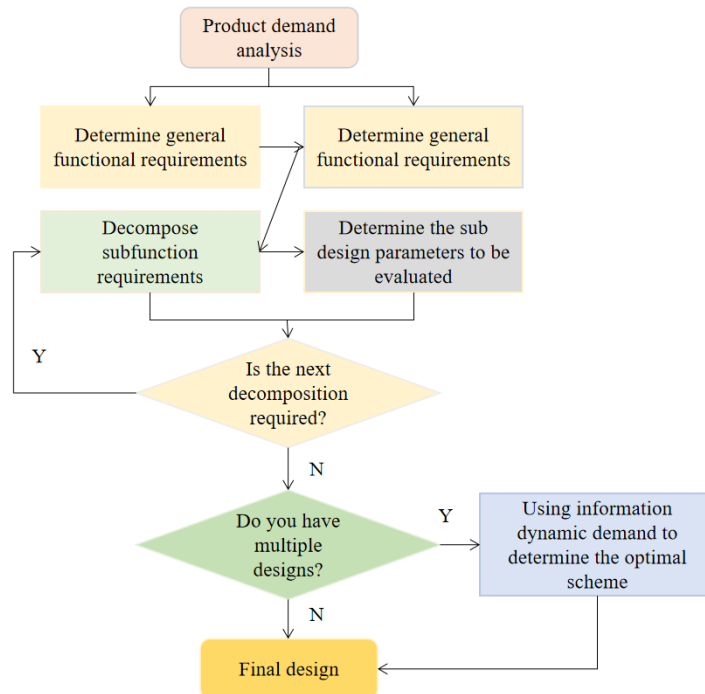 Product demand
analysis
Determine general
functional requirements
Determine general
functional requirements
Decompose
subfunction
requirements
Determine the sub
design parameters to be
evaluated
Y
Is the next
decomposition
required?
N
Do you have
multiple
designs?
Y
Using information
dynamic demand to
determine the optimal
scheme
N
Final design